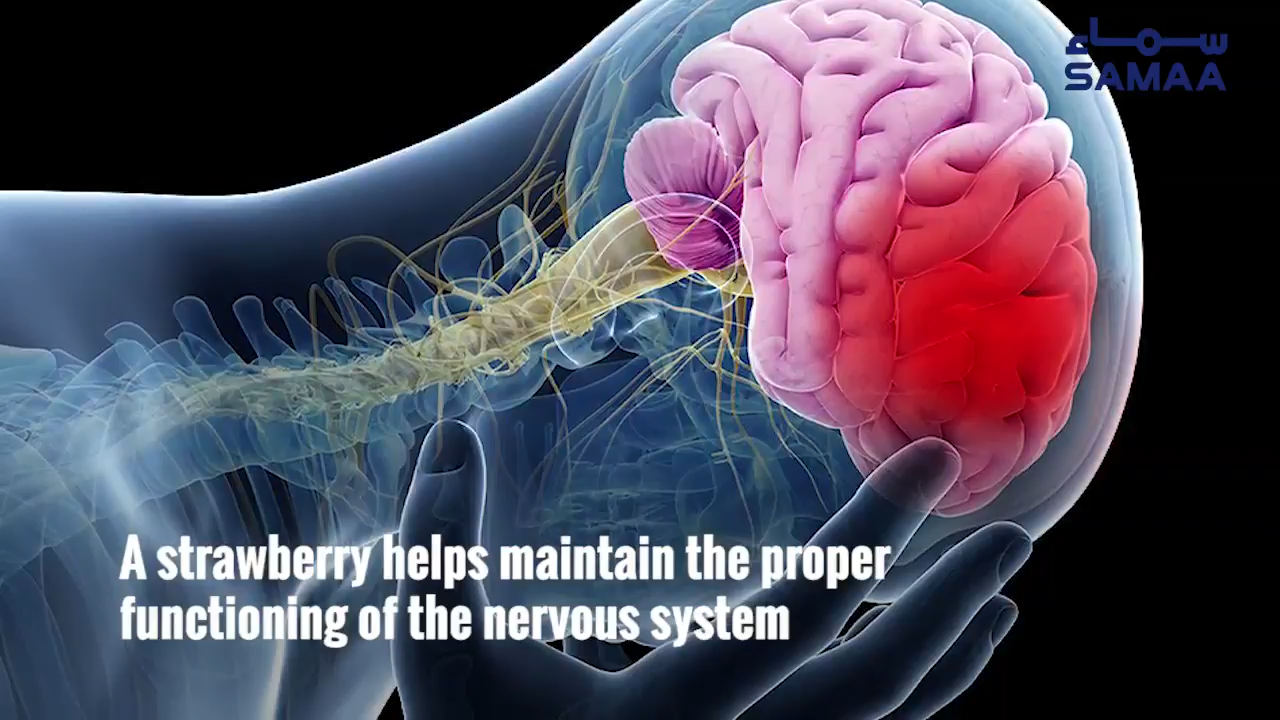 سماء
SAMAA
A strawberry helps maintain the proper
functioning of the nervous system